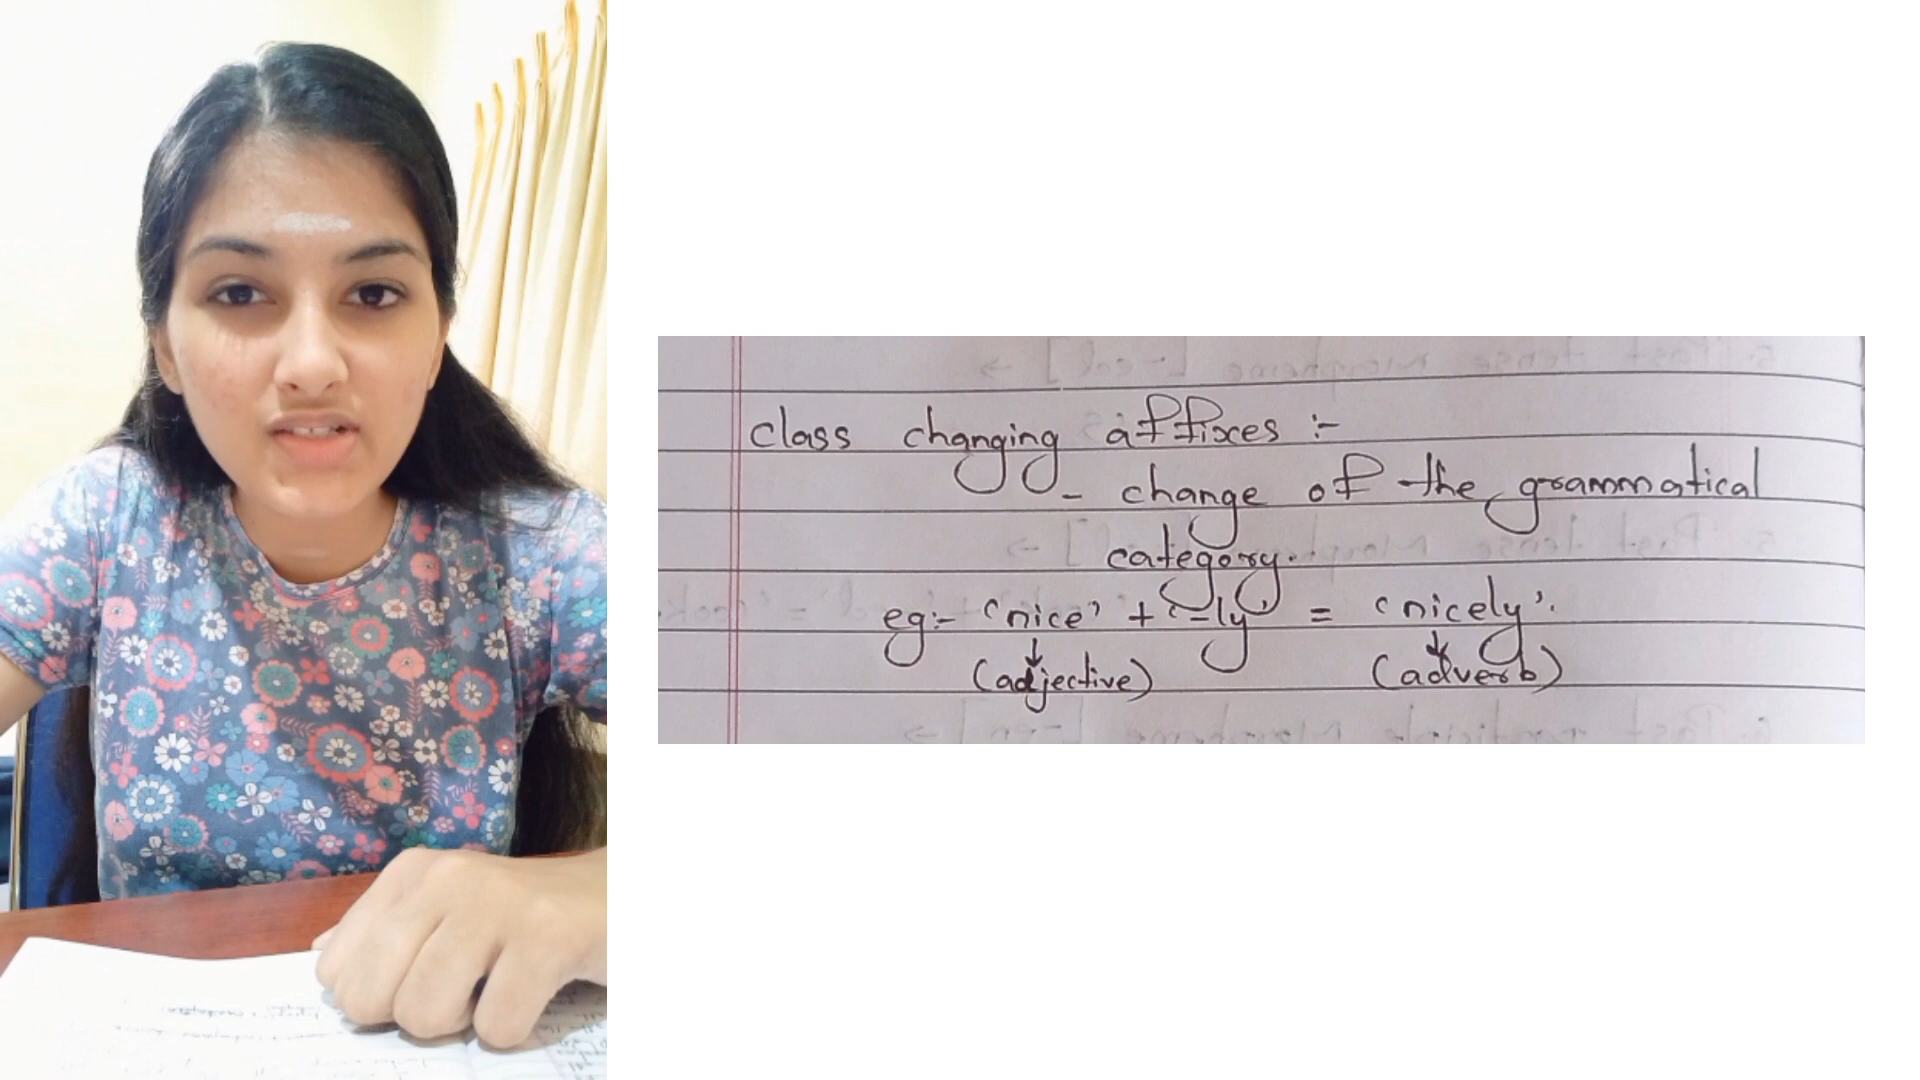 class changing affixes :-
- change of the grammatical
category.
eg:- 'nice' + '-ly' = 'nicely'.
(adjective) (adverb)